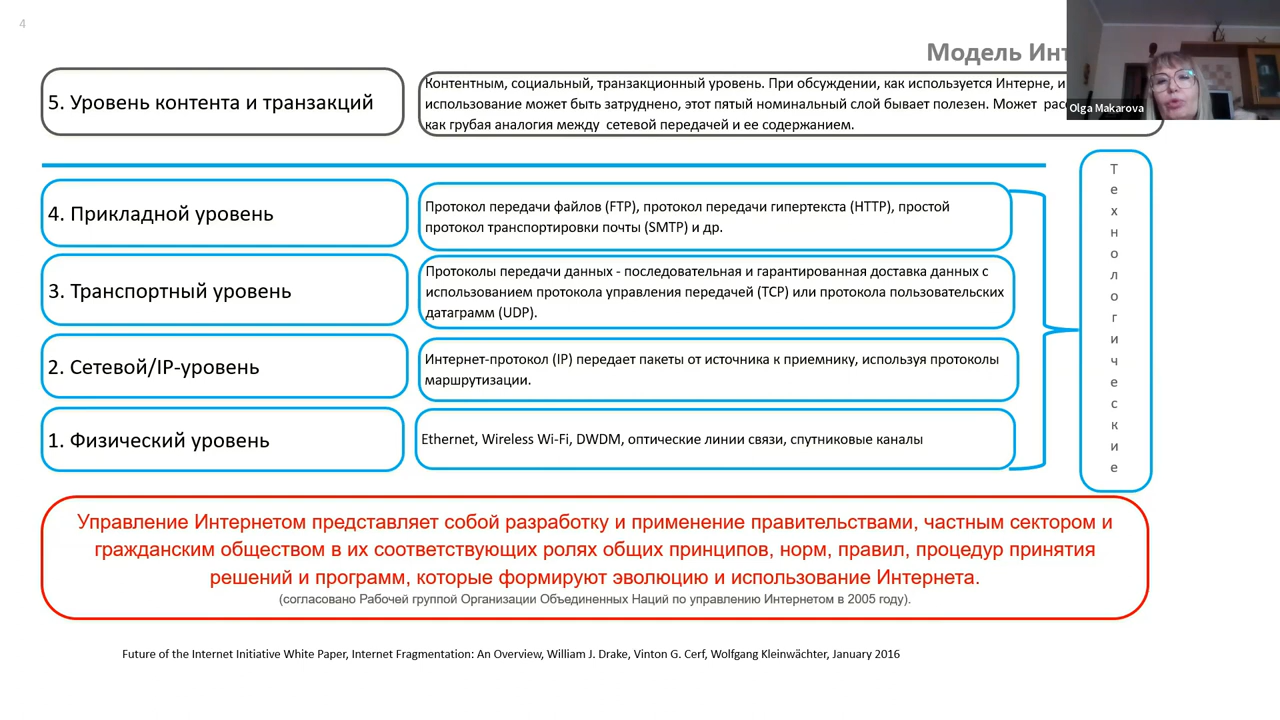 4
Модель
5. Уровень контента и транзакций
Контентным, социальный, транзакционный уровень. При обсуждении, как используется Интерне, и
использование может быть затруднено, этот пятый номинальный слой бывает полезен. Может
как грубая аналогия между сетевой передачей и ее содержанием.
Olga Makarova
4. Прикладной уровень
Протокол передачи файлов (FTP), протокол передачи гипертекста (HTTP), простой
протокол транспортировки почты (SMTP) и др.
3. Транспортный уровень
Протоколы передачи данных - последовательная и гарантированная доставка данных с
использованием протокола управления передачей (TCP) или протокола пользовательских
датаграмм (UDP).
2. Сетевой/IP-уровень
Интернет-протокол (IP) передает пакеты от источника к приемнику, используя протоколы
маршрутизации.
1. Физический уровень
Ethernet, Wireless Wi-Fi, DWDM, оптические линии связи, спутниковые каналы
Технологические
Управление Интернетом представляет собой разработку и применение правительствами, частным сектором и
гражданским обществом в их соответствующих ролях общих принципов, норм, правил, процедур принятия
решений и программ, которые формируют эволюцию и использование Интернета.
(согласовано Рабочей группой Организации Объединенных Наций по управлению Интернетом в 2005 году).
Future of the Internet Initiative White Paper, Internet Fragmentation: An Overview, William J. Drake, Vinton G. Cerf, Wolfgang Kleinwächter, January 2016